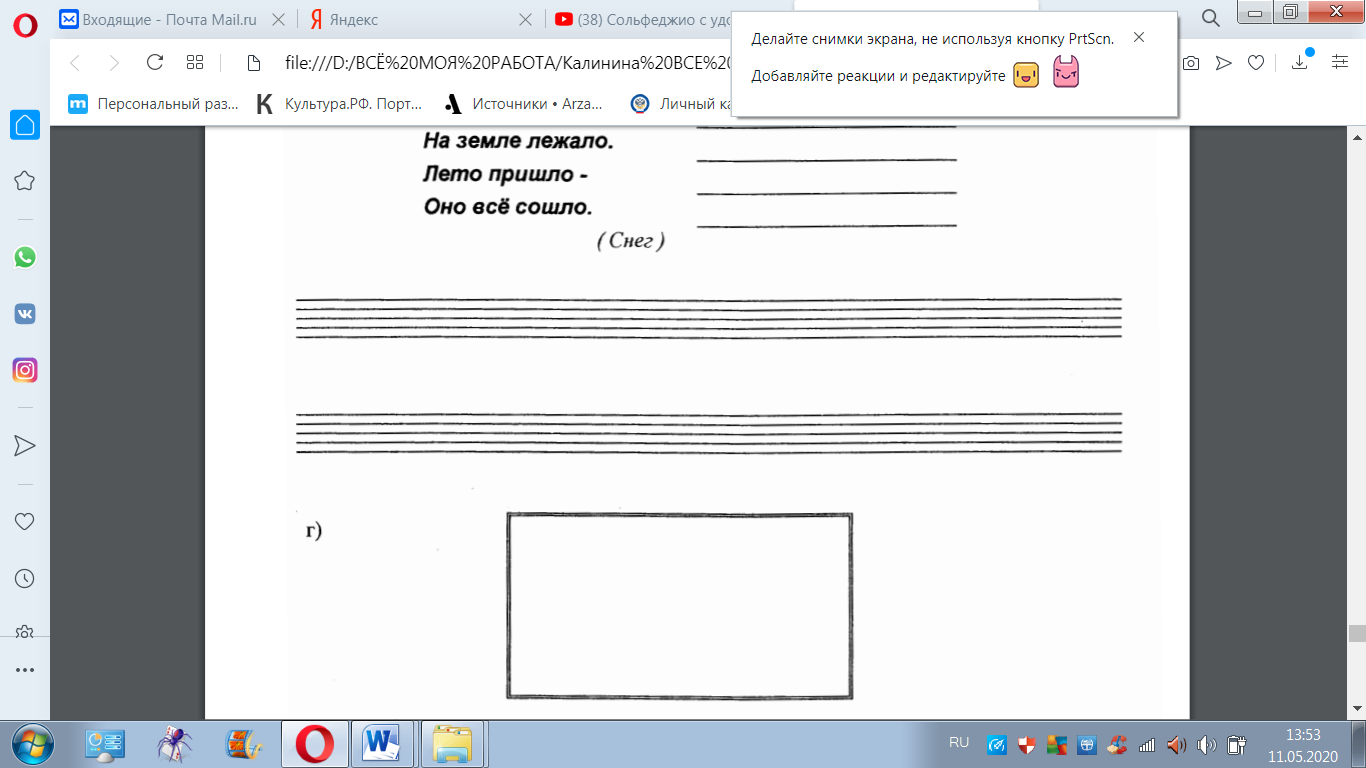 Входящие - Почта Mail.ru
Яндекс
(38) Сольфеджио с удо
Делайте снимки экрана, не используя кнопку PrtScn.
Добавляйте реакции и редактируйте
file:///D:/ВСЁ%20МОЯ%20РАБОТА/Калинина%20ВСЕ%20
Персональный раз...
Культура.РФ. Порт...
Источники • Arza...
Личный ка
На земле лежало.
Лето пришло -
Оно всё сошло.
( Снег )
г)
RU
13:53
11.05.2020